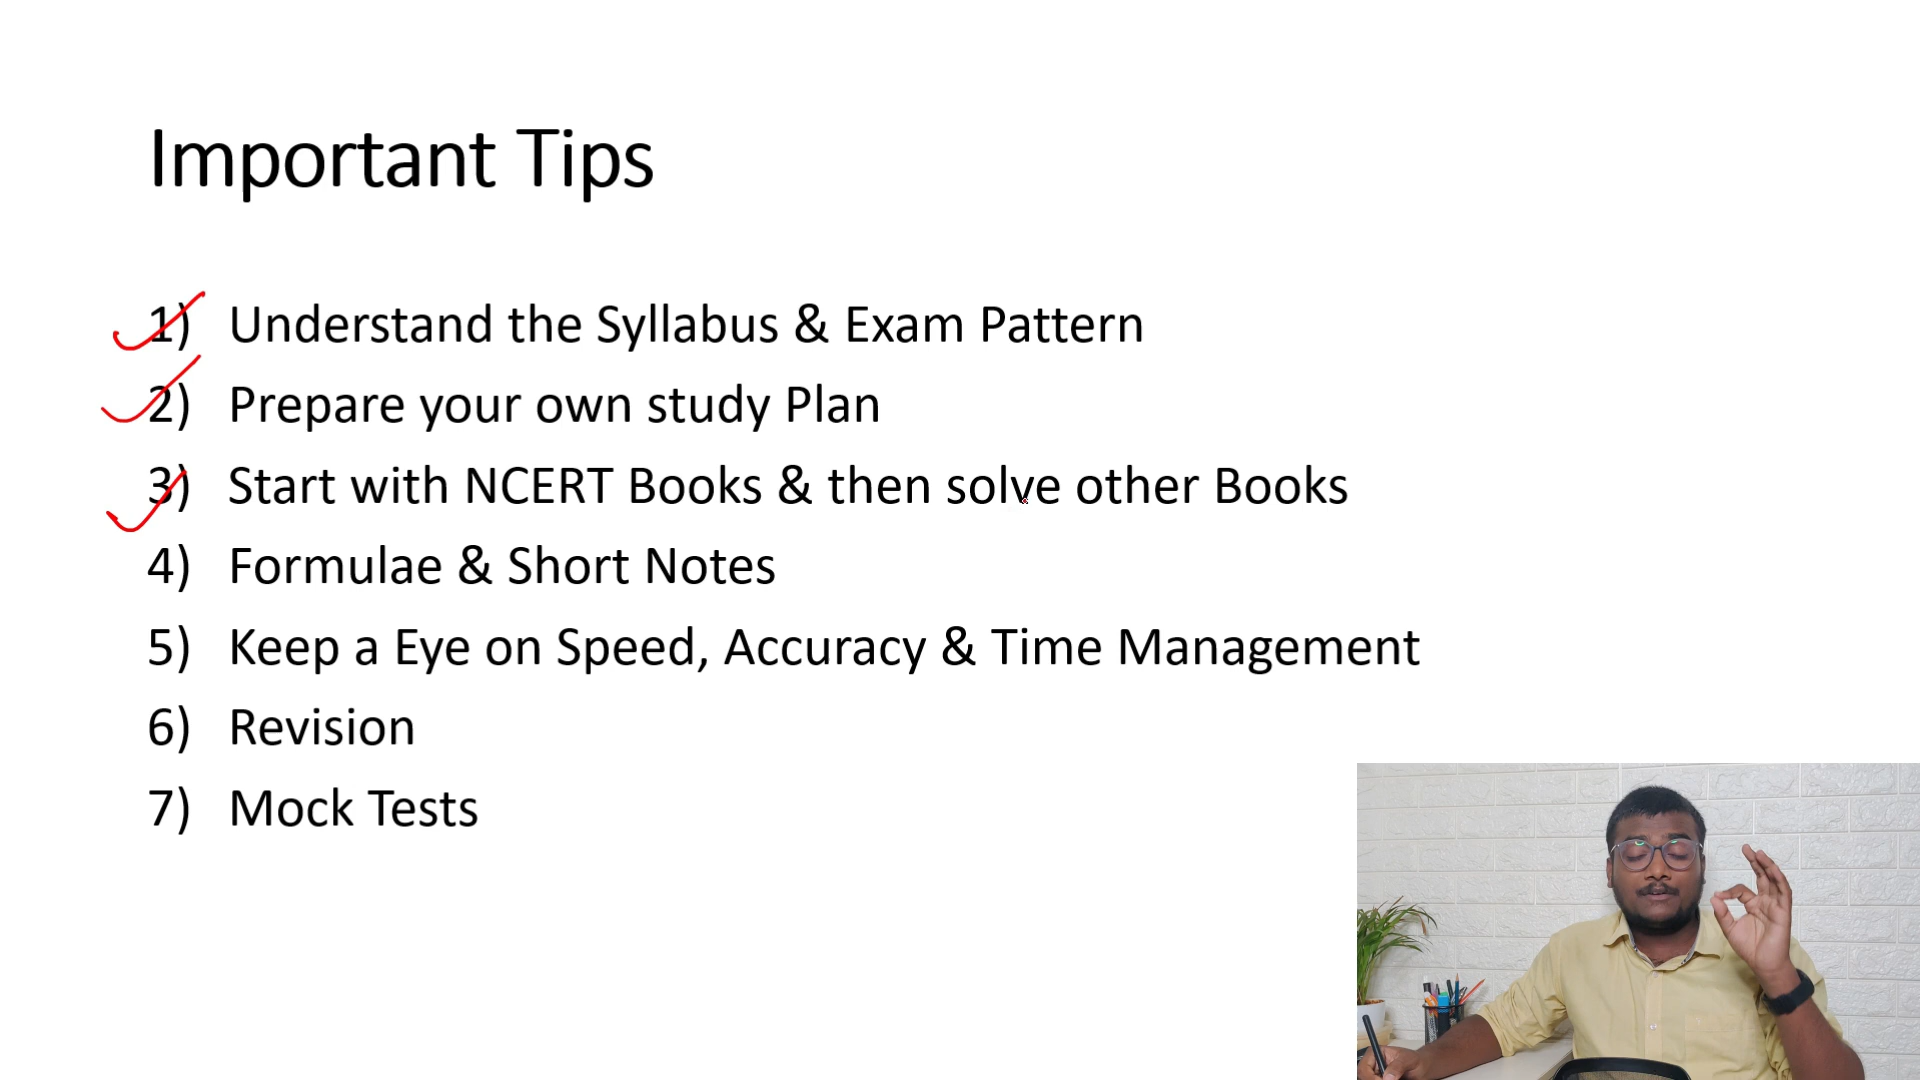 Important Tips
1) Understand the Syllabus & Exam Pattern
2) Prepare your own study Plan
3) Start with NCERT Books & then solve other Books
4) Formulae & Short Notes
5) Keep a Eye on Speed, Accuracy & Time Management
6) Revision
7) Mock Tests